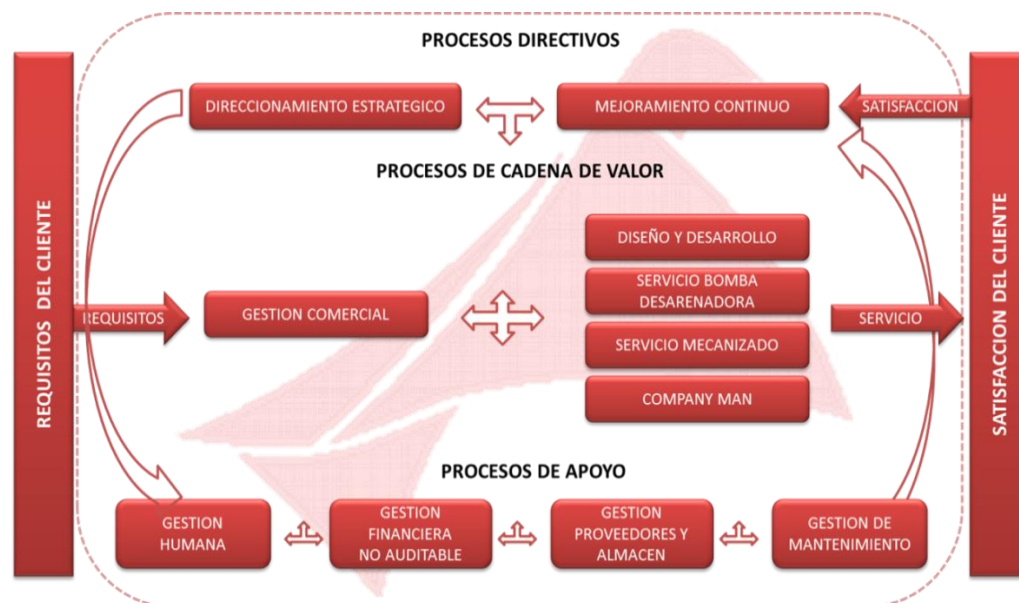 PROCESOS DIRECTIVOS
REQUISITOS DEL CLIENTE
DIRECCIONAMIENTO ESTRATEGICO
MEJORAMIENTO CONTINUO
SATISFACCION
PROCESOS DE CADENA DE VALOR
REQUISITOS
GESTION COMERCIAL
DISEÑO Y DESARROLLO
SERVICIO BOMBA
DESARENADORA
SERVICIO MECANIZADO
COMPANY MAN
SERVICIO
SATISFACCION DEL CLIENTE
PROCESOS DE APOYO
GESTION
HUMANA
GESTION
FINANCIERA
NO AUDITABLE
GESTION
PROVEEDORES Y
ALMACEN
GESTION DE
MANTENIMIENTO